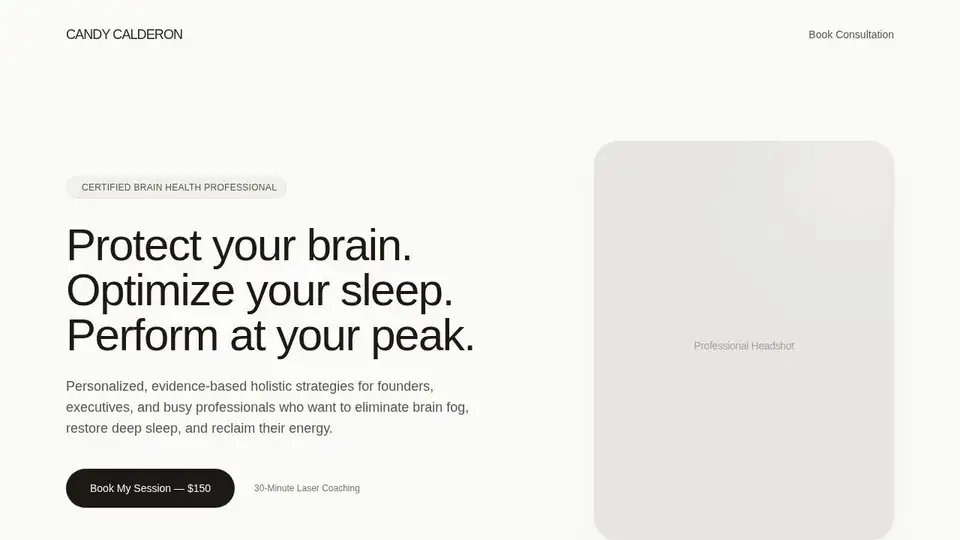 CANDY CALDERON
Book Consultation
CERTIFIED BRAIN HEALTH PROFESSIONAL
Protect your brain.
Optimize your sleep.
Perform at your peak.
Personalized, evidence-based holistic strategies for founders,
executives, and busy professionals who want to eliminate brain fog,
restore deep sleep, and reclaim their energy.
Book My Session — $150
30-Minute Laser Coaching
Professional Headshot